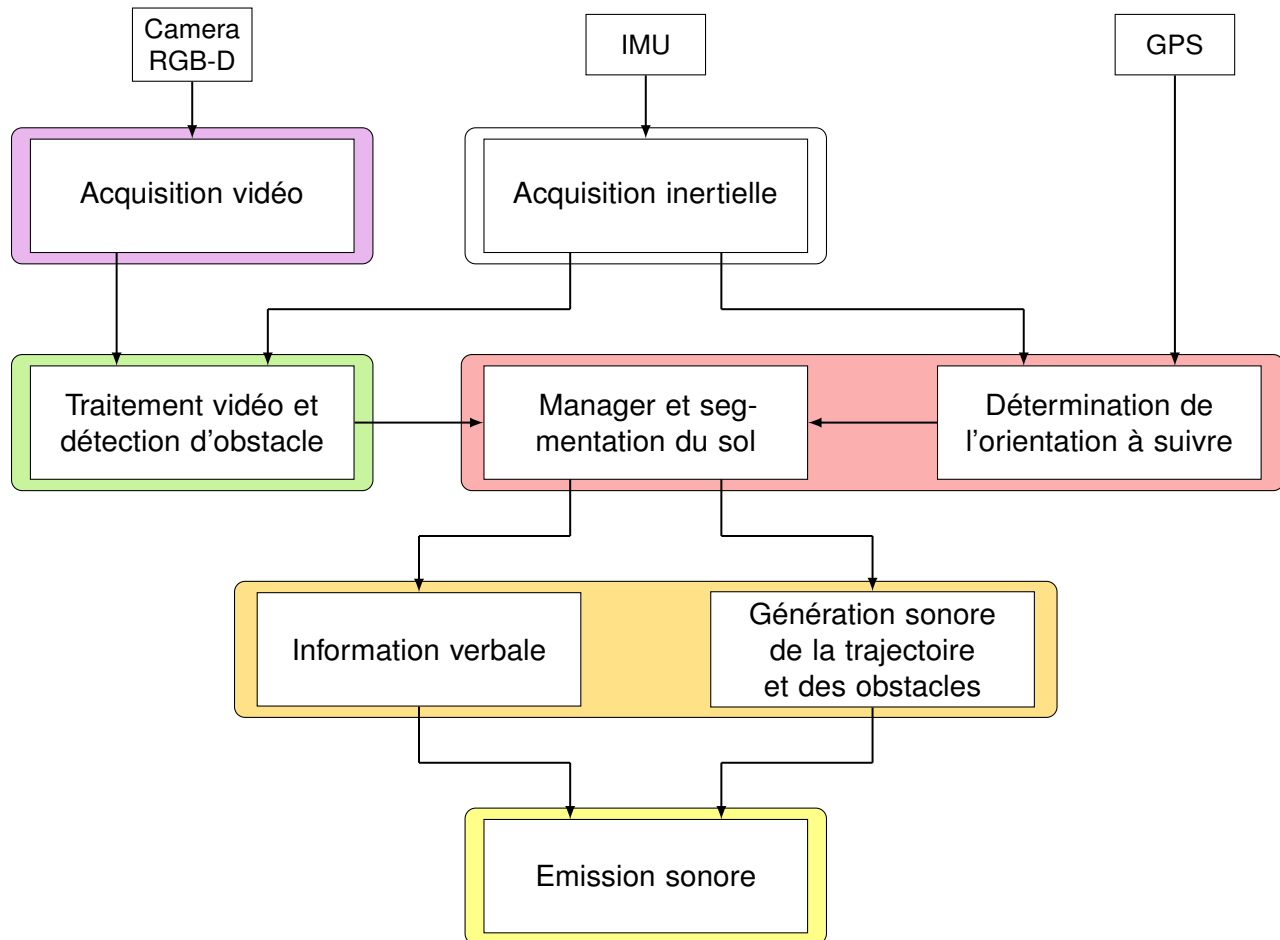 Camera
RGB-D
IMU
GPS
Acquisition vidéo
Acquisition inertielle
Traitement vidéo et
détection d'obstacle
Manager et seg-
mentation du sol
Détermination de
l'orientation à suivre
Information verbale
Génération sonore
de la trajectoire
et des obstacles
Emission sonore